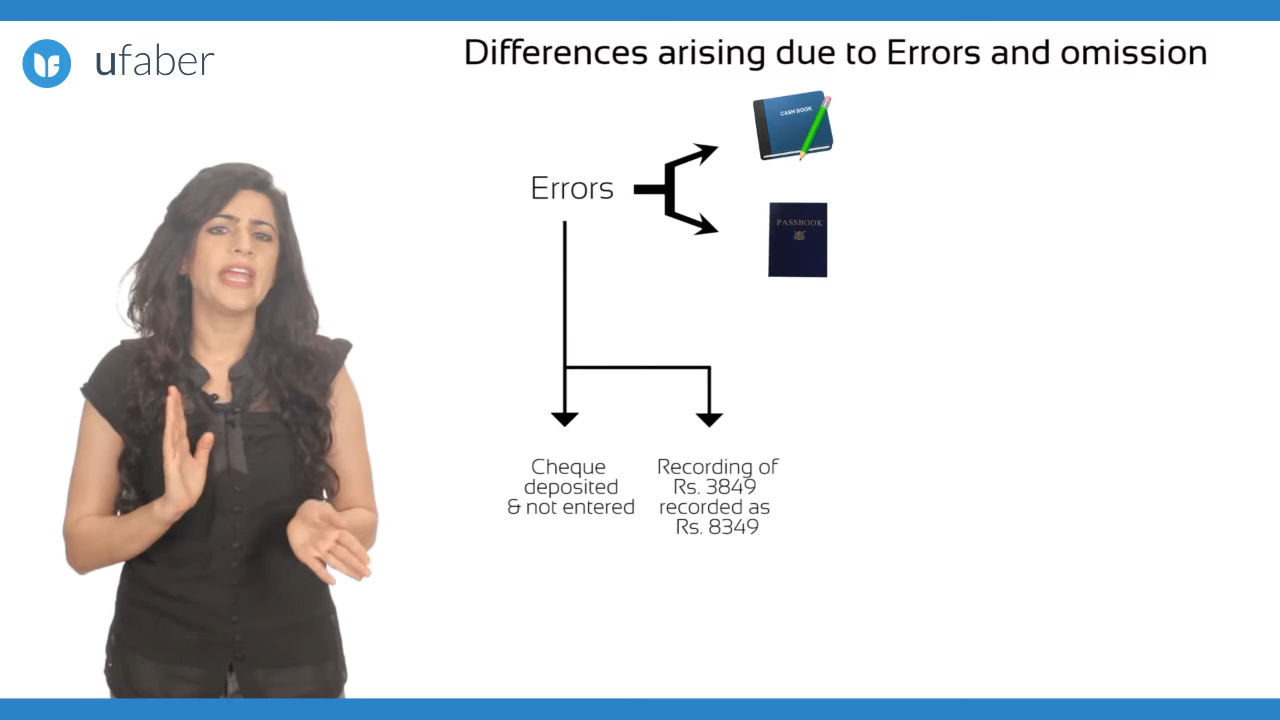 ufaber
Differences arising due to Errors and omission
CASH BOOK
Errors
PASSBOOK
Cheque
deposited
& not entered
Recording of
Rs. 3849
recorded as
Rs. 8349